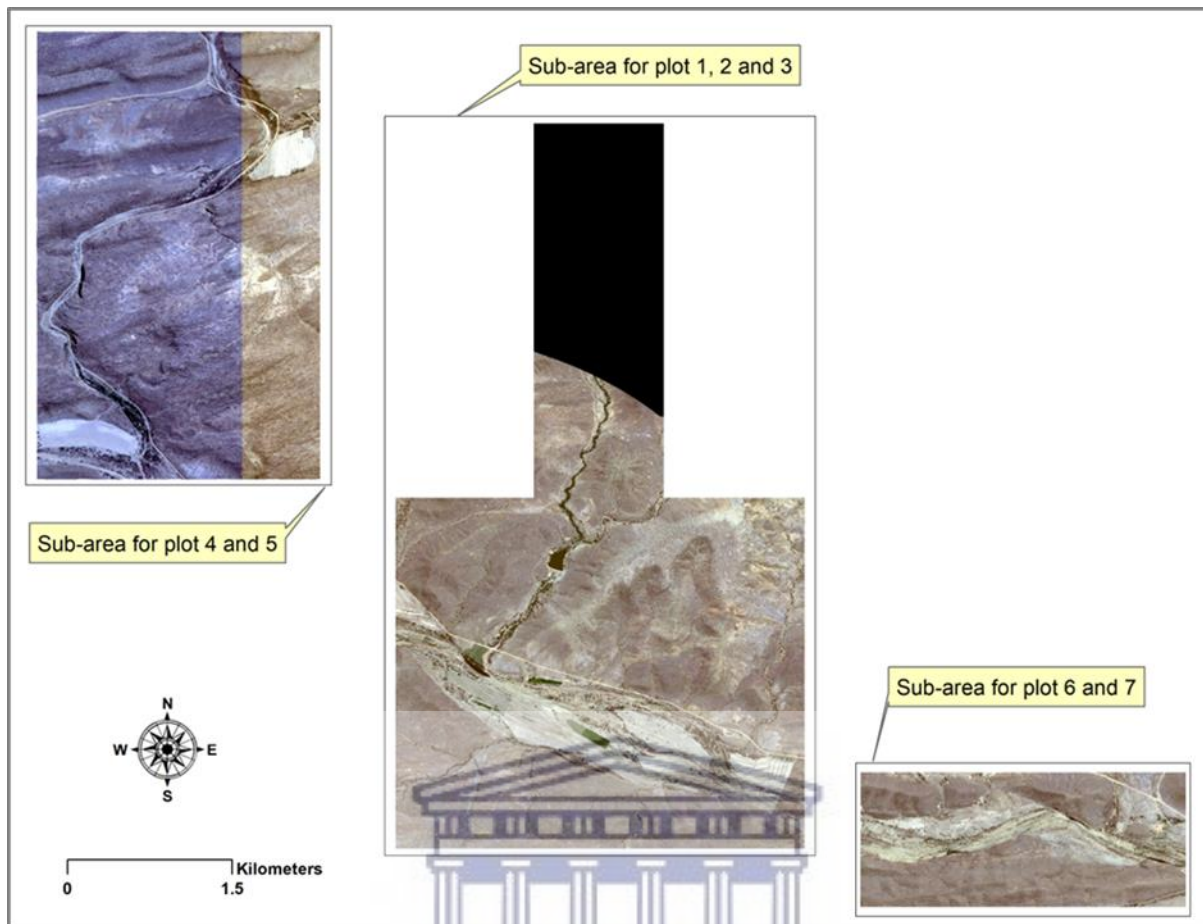 Sub-area for plot 1, 2 and 3
Sub-area for plot 4 and 5
Sub-area for plot 6 and 7
N
W E
S
Kilometers
0 1.5